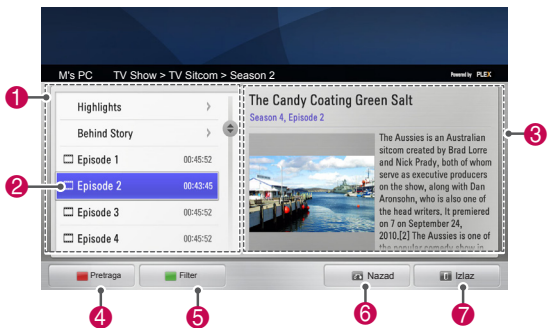 M's PC TV Show > TV Sitcom > Season 2
Powered by PLEX
1
Highlights
Behind Story
Episode 1 00:45:52
2
Episode 2 00:43:45
Episode 3 00:45:52
Episode 4 00:45:52
The Candy Coating Green Salt
Season 4, Episode 2
3
The Aussies is an Australian
sitcom created by Brad Lorre
and Nick Prady, both of whom
serve as executive producers
on the show, along with Dan
Aronsohn, who is also one of
the head writers, It premiered
on 7 on September 24,
2010.[2] The Aussies is one of
the popular comedy show in
Pretraga
Filter
Nazad
Izlaz
4
5
6
7